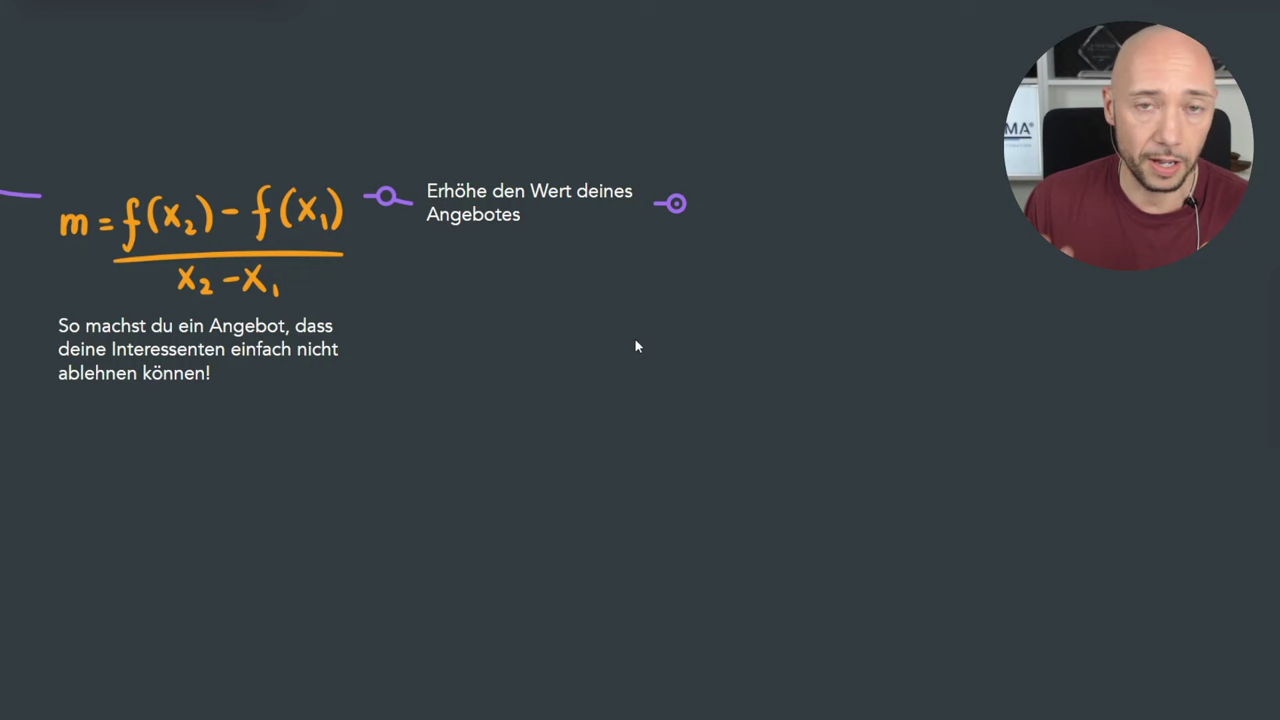 m = f(x₂) - f(x₁)
x₂ - x₁
So machst du ein Angebot, dass
deine Interessenten einfach nicht
ablehnen können!
Erhöhe den Wert deines
Angebotes
MA®